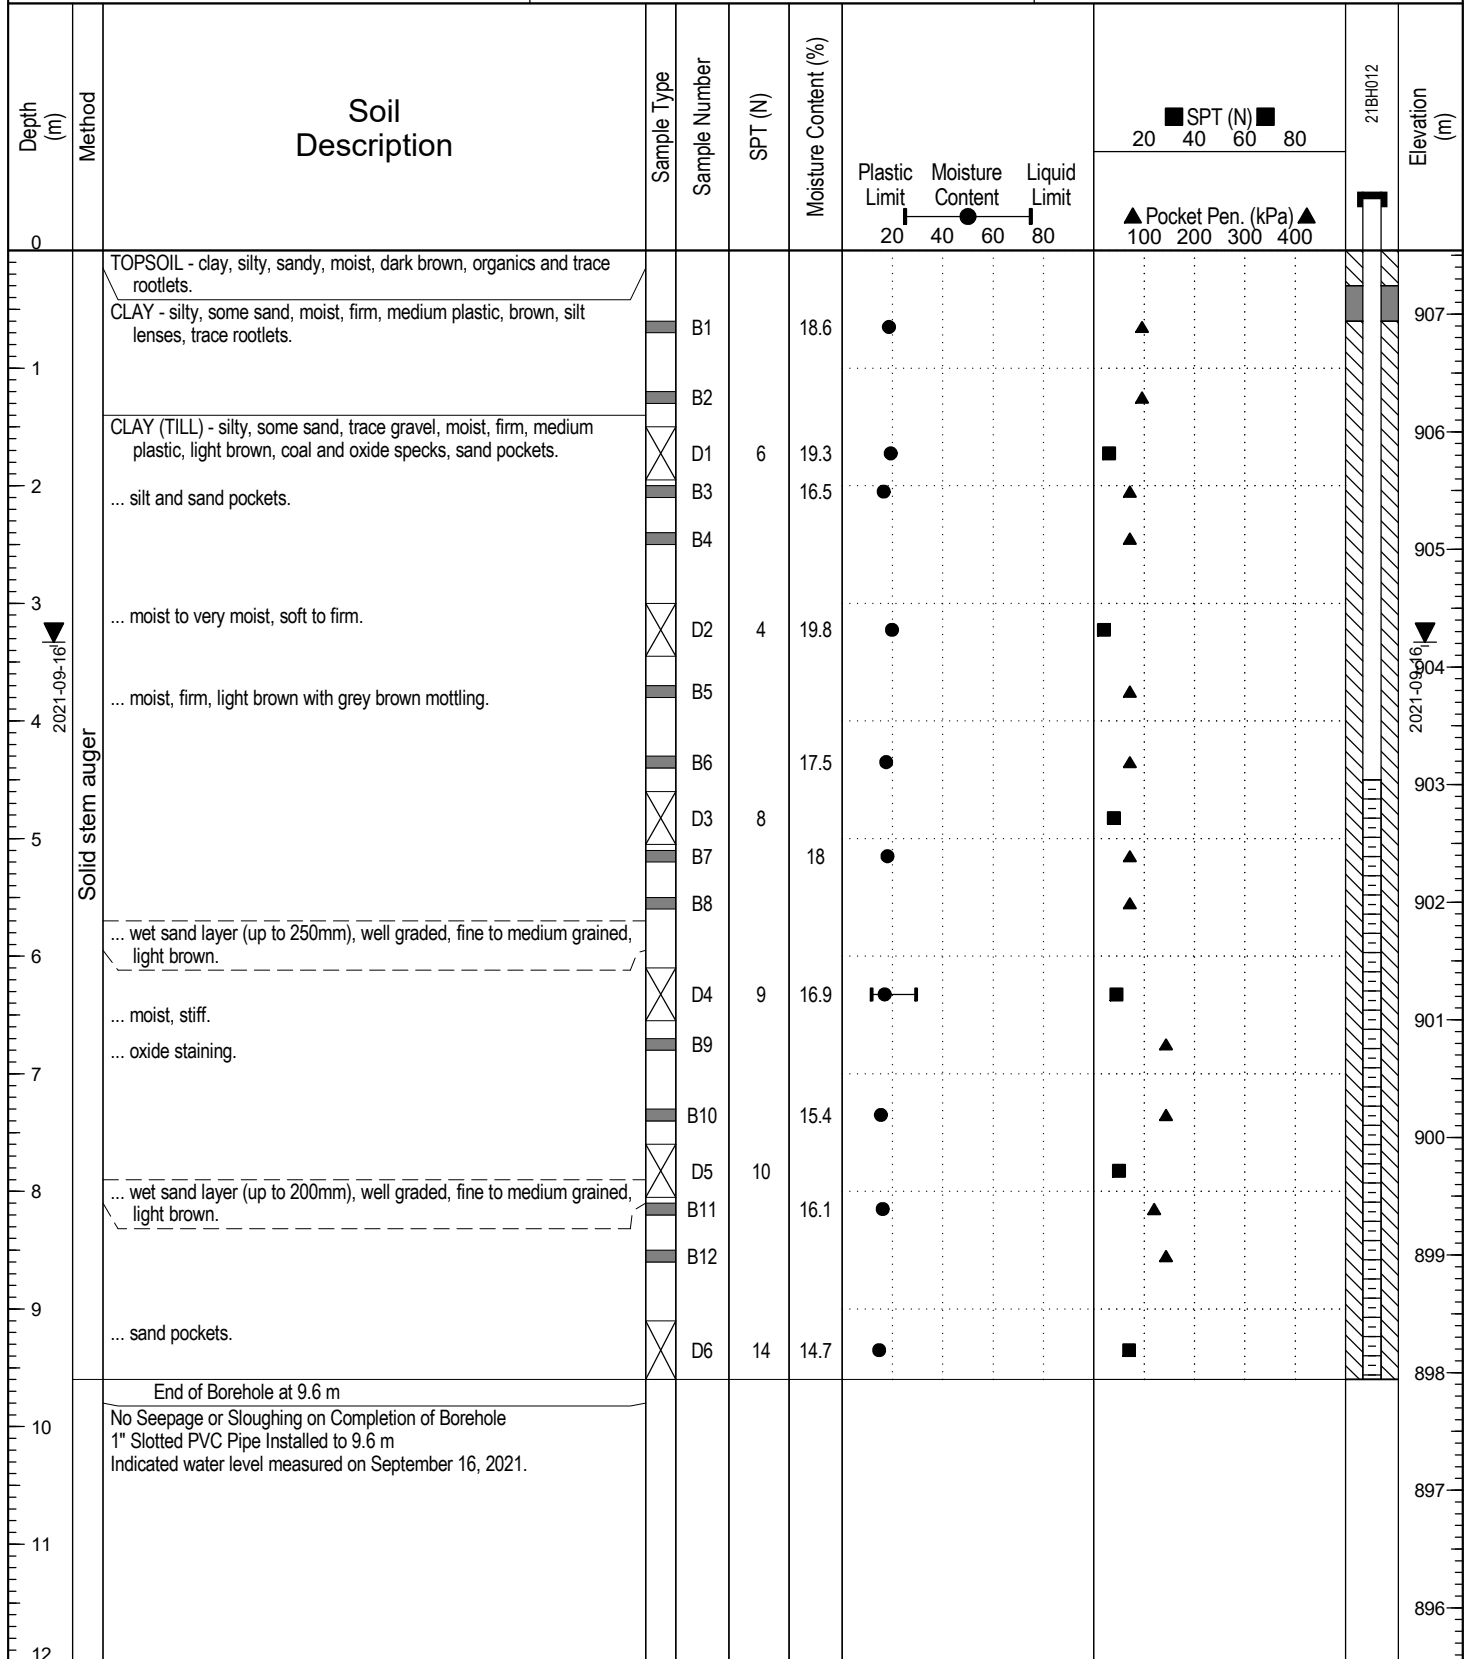 Depth (m)
Method
Soil
Description
Sample Type
Sample Number
SPT (N)
Moisture Content (%)
Plastic Moisture Liquid
Limit Content Limit
20 40 60 80
SPT (N)
20 40 60 80
Pocket Pen. (kPa)
100 200 300 400
21BH012
Elevation (m)
0
TOPSOIL - clay, silty, sandy, moist, dark brown, organics and trace
rootlets.
CLAY - silty, some sand, moist, firm, medium plastic, brown, silt
lenses, trace rootlets.
B1 18.6
907
1
B2
CLAY (TILL) - silty, some sand, trace gravel, moist, firm, medium
plastic, light brown, coal and oxide specks, sand pockets.
906
D1 6 19.3
2
B3 16.5
... silt and sand pockets.
B4
905
3
... moist to very moist, soft to firm.
D2 4 19.8
2021-09-16
2021-09-16
904
B5
... moist, firm, light brown with grey brown mottling.
4
B6 17.5
903
Solid stem auger
D3 8
5
B7 18
B8
902
... wet sand layer (up to 250mm), well graded, fine to medium grained,
light brown.
6
D4 9 16.9
... moist, stiff.
901
B9
... oxide staining.
7
B10 15.4
900
D5 10
8
... wet sand layer (up to 200mm), well graded, fine to medium grained,
light brown.
B11 16.1
B12
899
9
... sand pockets.
D6 14 14.7
898
End of Borehole at 9.6 m
No Seepage or Sloughing on Completion of Borehole
10
1" Slotted PVC Pipe Installed to 9.6 m
Indicated water level measured on September 16, 2021.
897
11
896
12